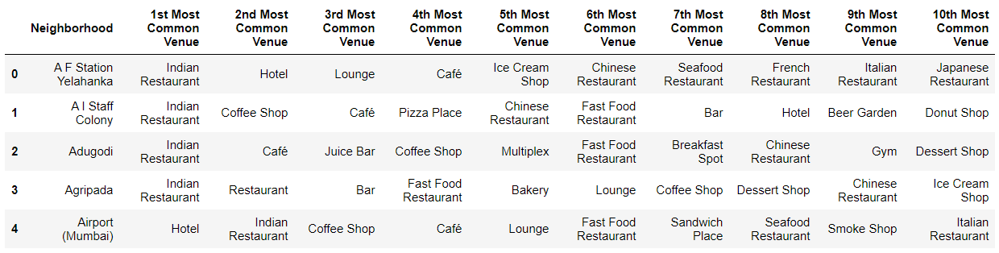 Neighborhood 1st Most Common Venue 2nd Most Common Venue 3rd Most Common Venue 4th Most Common Venue 5th Most Common Venue 6th Most Common Venue 7th Most Common Venue 8th Most Common Venue 9th Most Common Venue 10th Most Common Venue
0 A F Station Yelahanka Indian Restaurant Hotel Lounge Café Ice Cream Shop Chinese Restaurant Seafood Restaurant French Restaurant Italian Restaurant Japanese Restaurant
1 A I Staff Colony Indian Restaurant Coffee Shop Café Pizza Place Chinese Restaurant Fast Food Restaurant Bar Hotel Beer Garden Donut Shop
2 Adugodi Indian Restaurant Café Juice Bar Coffee Shop Multiplex Fast Food Restaurant Breakfast Spot Chinese Restaurant Gym Dessert Shop
3 Agripada Indian Restaurant Restaurant Bar Fast Food Restaurant Bakery Lounge Coffee Shop Dessert Shop Chinese Restaurant Ice Cream Shop
4 Airport (Mumbai) Hotel Indian Restaurant Coffee Shop Café Lounge Fast Food Restaurant Sandwich Place Seafood Restaurant Smoke Shop Italian Restaurant